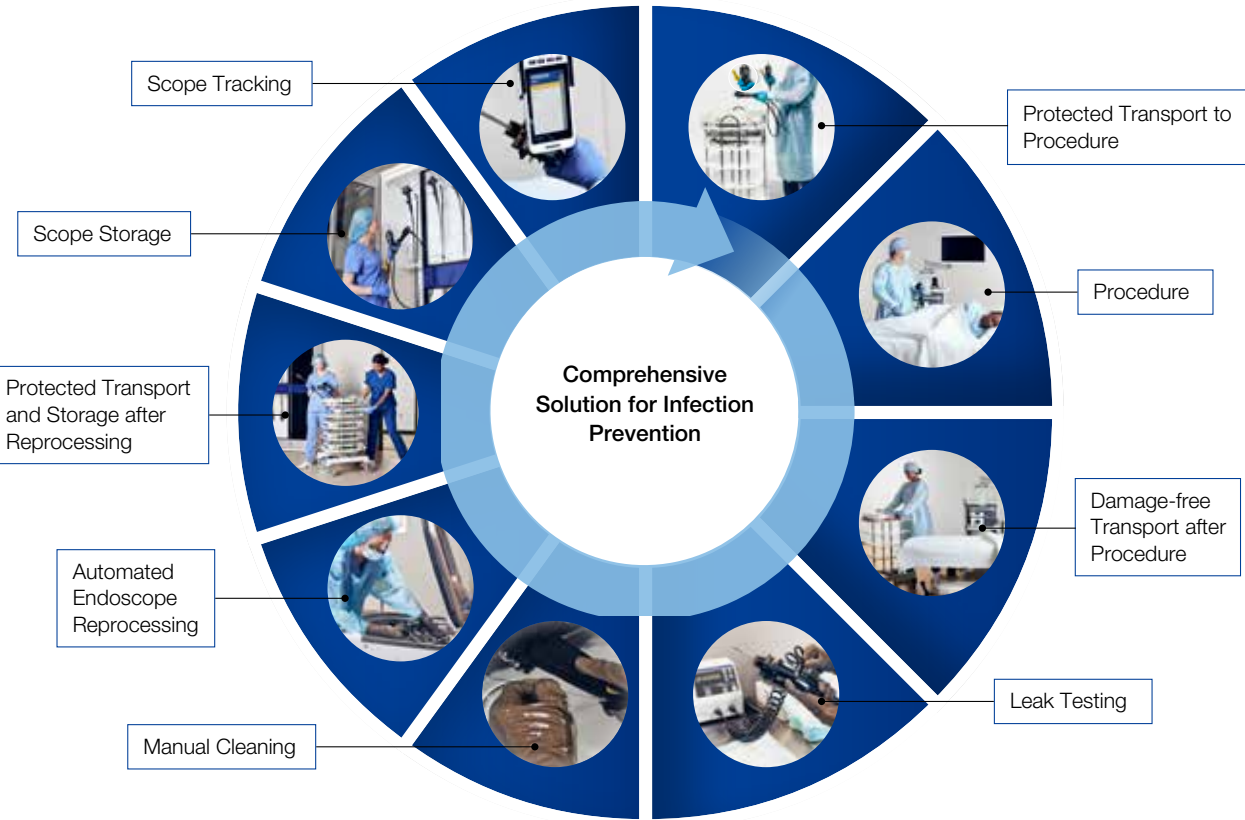 Scope Tracking
Protected Transport to
Procedure
Scope Storage
Procedure
Comprehensive
Solution for Infection
Prevention
Protected Transport
and Storage after
Reprocessing
Damage-free
Transport after
Procedure
Automated
Endoscope
Reprocessing
Leak Testing
Manual Cleaning